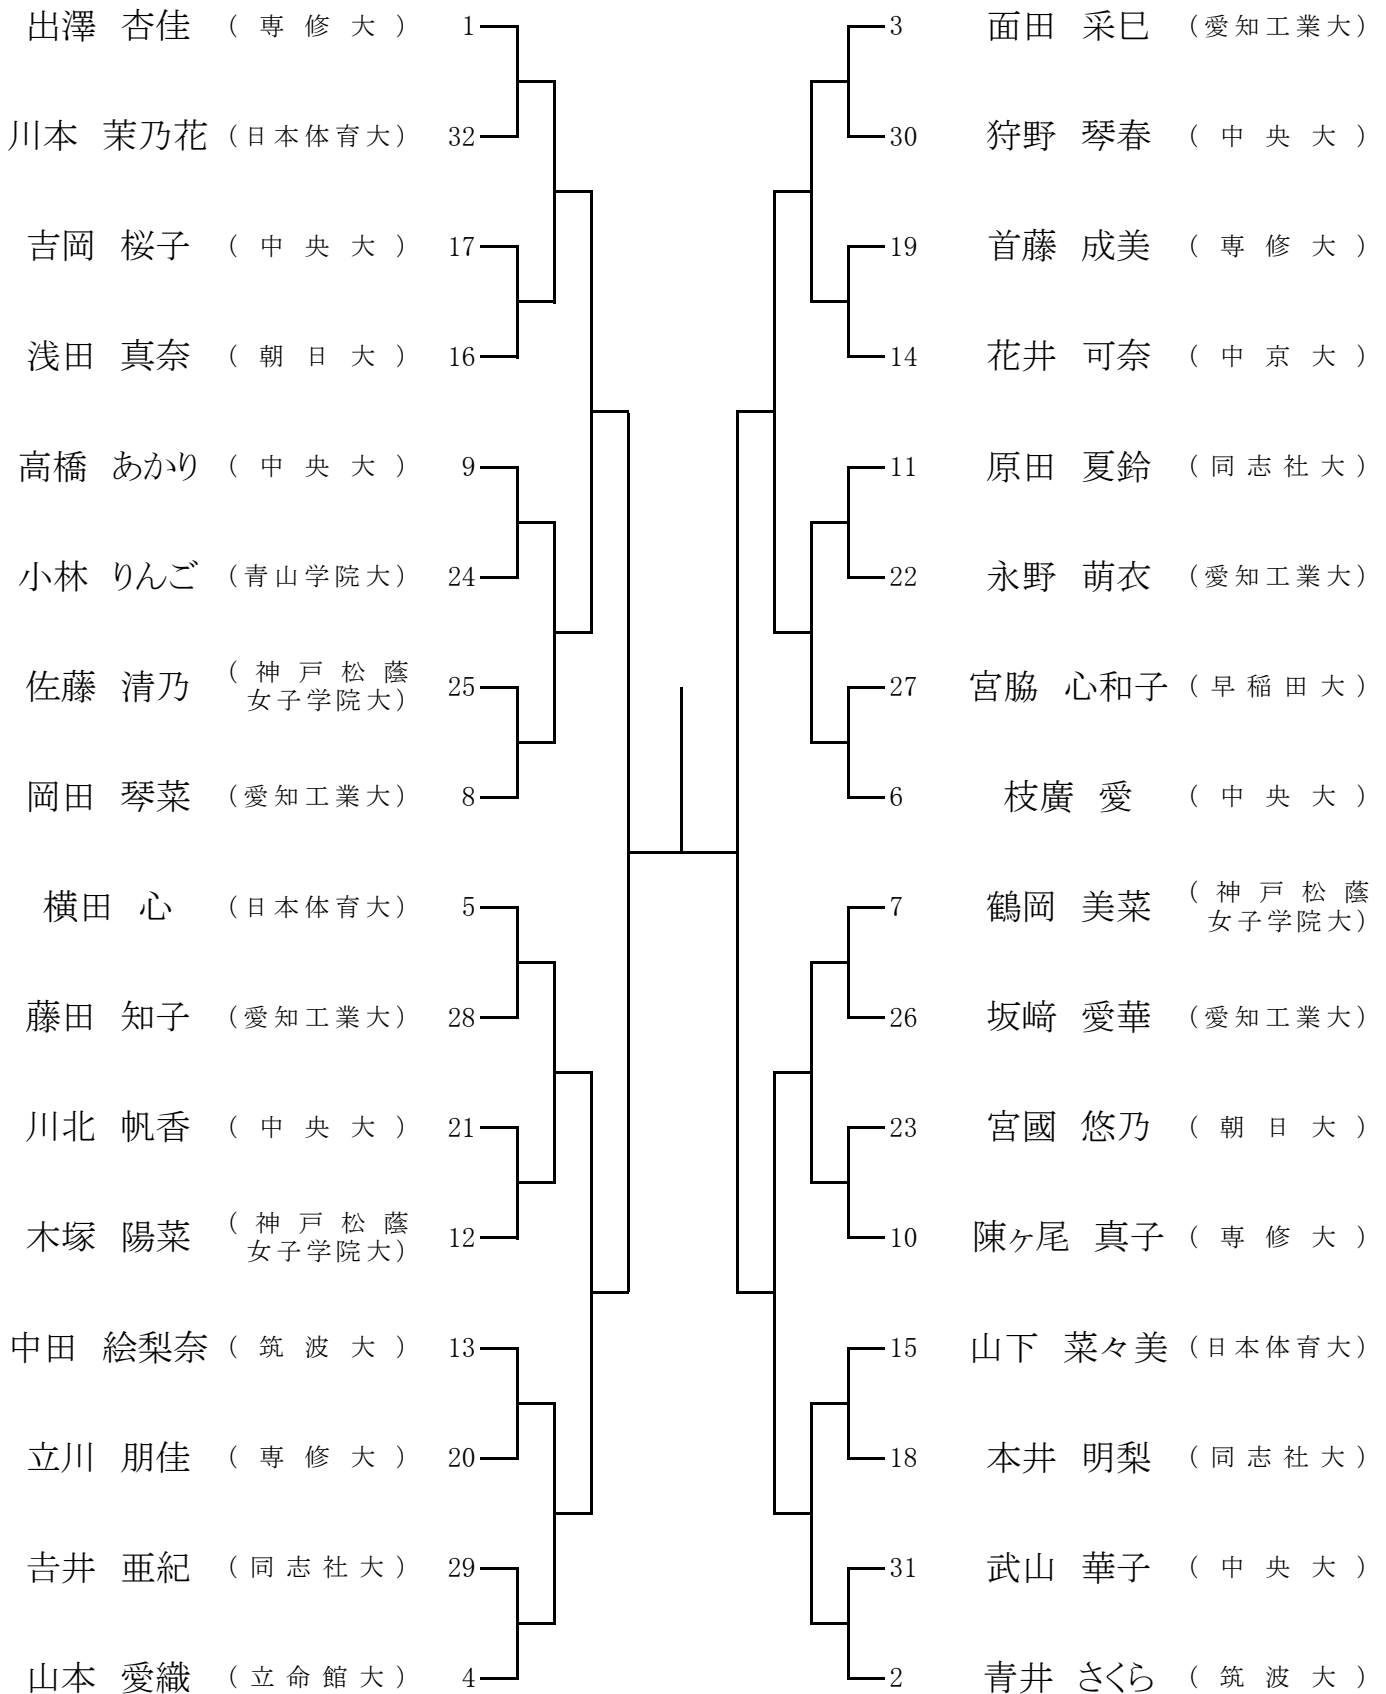 出澤 杏佳 (専修大) 1
川本 茉乃花 (日本体育大) 32
吉岡 桜子 (中央大) 17
浅田 真奈 (朝日大) 16
高橋 あかり (中央大) 9
小林 りんご (青山学院大) 24
佐藤 清乃 (神戸松蔭
女子学院大) 25
岡田 琴菜 (愛知工業大) 8
横田 心 (日本体育大) 5
藤田 知子 (愛知工業大) 28
川北 帆香 (中央大) 21
木塚 陽菜 (神戸松蔭
女子学院大) 12
中田 絵梨奈 (筑波大) 13
立川 朋佳 (専修大) 20
𠮷井 亜紀 (同志社大) 29
山本 愛織 (立命館大) 4
3 面田 采巳 (愛知工業大)
30 狩野 琴春 (中央大)
19 首藤 成美 (専修大)
14 花井 可奈 (中京大)
11 原田 夏鈴 (同志社大)
22 永野 萌衣 (愛知工業大)
27 宮脇 心和子 (早稲田大)
6 枝廣 愛 (中央大)
7 鶴岡 美菜 (神戸松蔭
女子学院大)
26 坂﨑 愛華 (愛知工業大)
23 宮國 悠乃 (朝日大)
10 陳ヶ尾 真子 (専修大)
15 山下 菜々美 (日本体育大)
18 本井 明梨 (同志社大)
31 武山 華子 (中央大)
2 青井 さくら (筑波大)